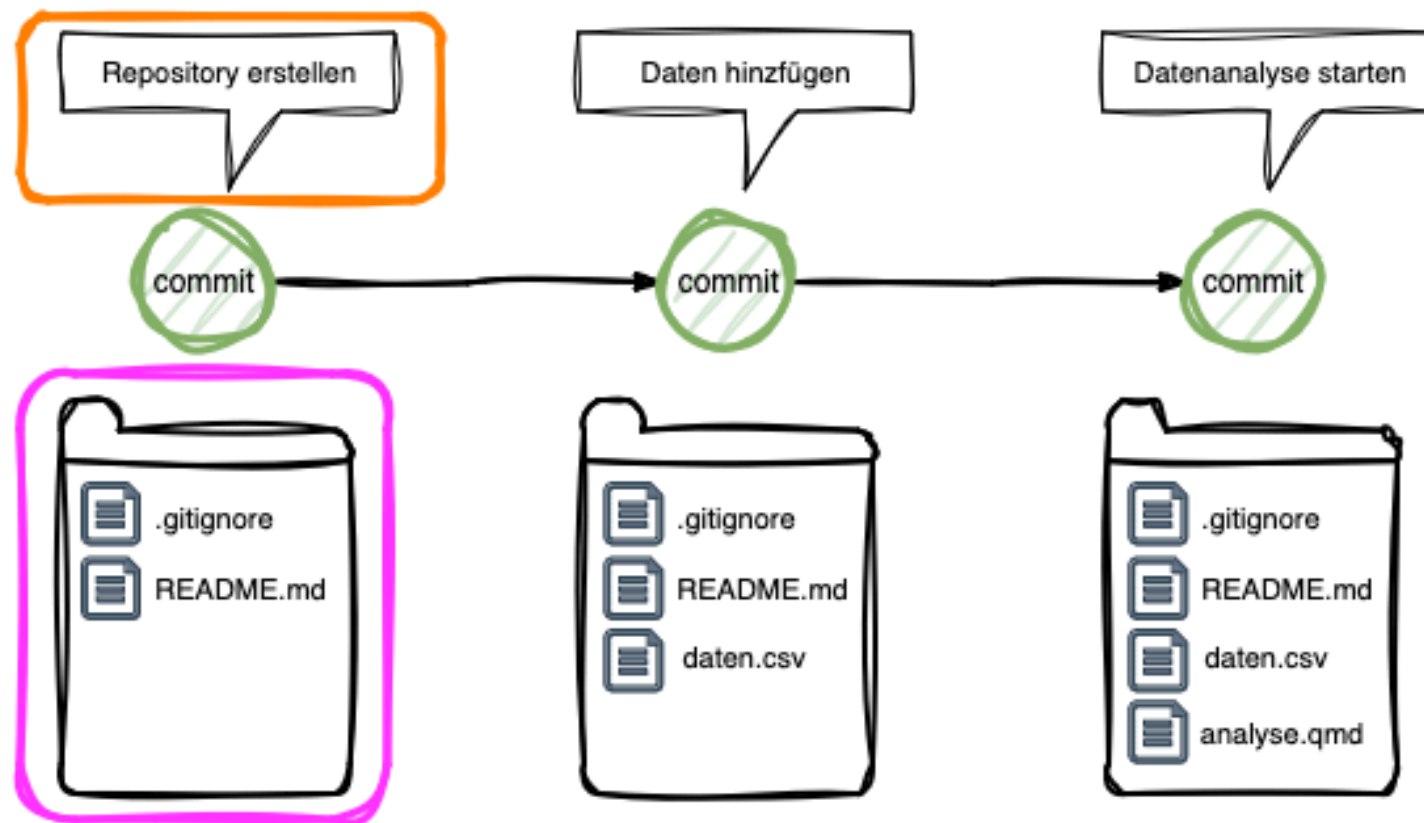 Repository erstellen
Daten hinzufügen
Datenanalyse starten
commit
commit
commit
.gitignore
README.md
.gitignore
README.md
daten.csv
.gitignore
README.md
daten.csv
analyse.qmd